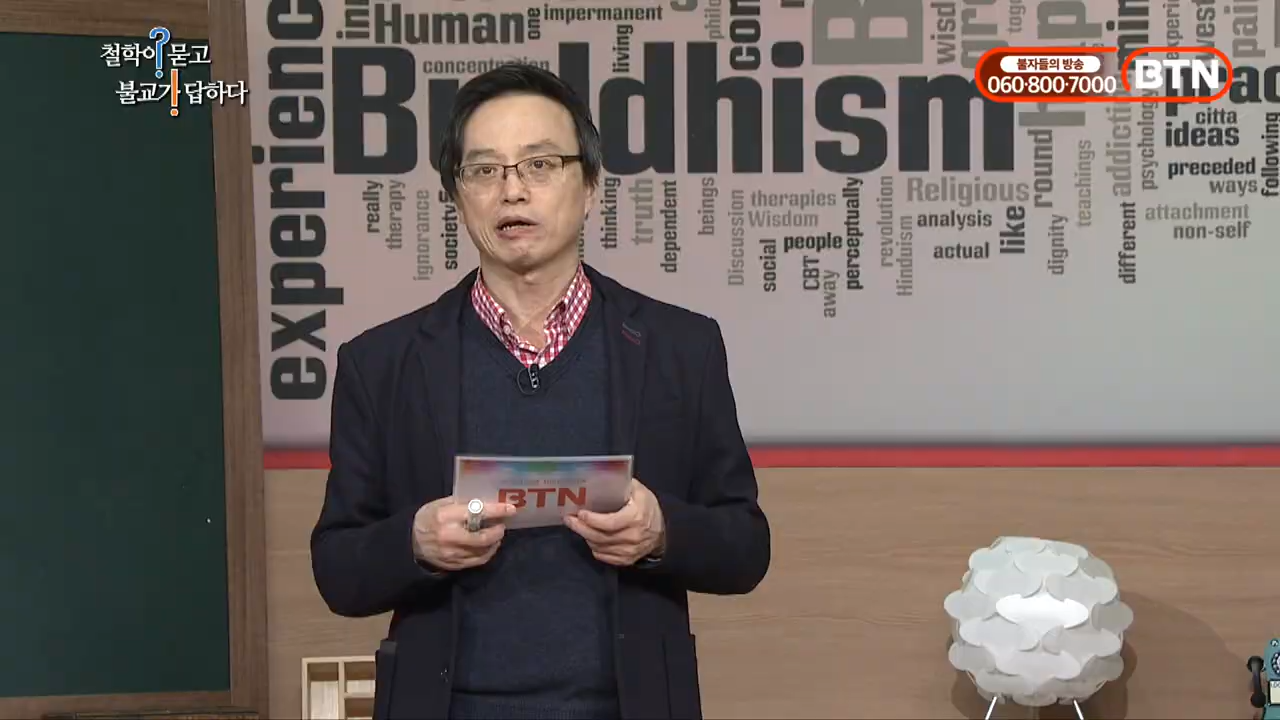 철학이? 묻고
불교가! 답하다
불자들의 방송
060·800·7000
BTN
Human
one
impermanent
living
concentration
Buddhism
experienc
really
therapy
ignorance
society
thinking
truth
dependent
beings
therapies
Wisdom
Discussion
social
people
CBT
away
perceptually
revolution
Hinduism
Religious
analysis
actual
like
round
dignity
teachings
addicti
different
psychology
citta
ideas
preceded
ways
attachment
non-self
following
BTN